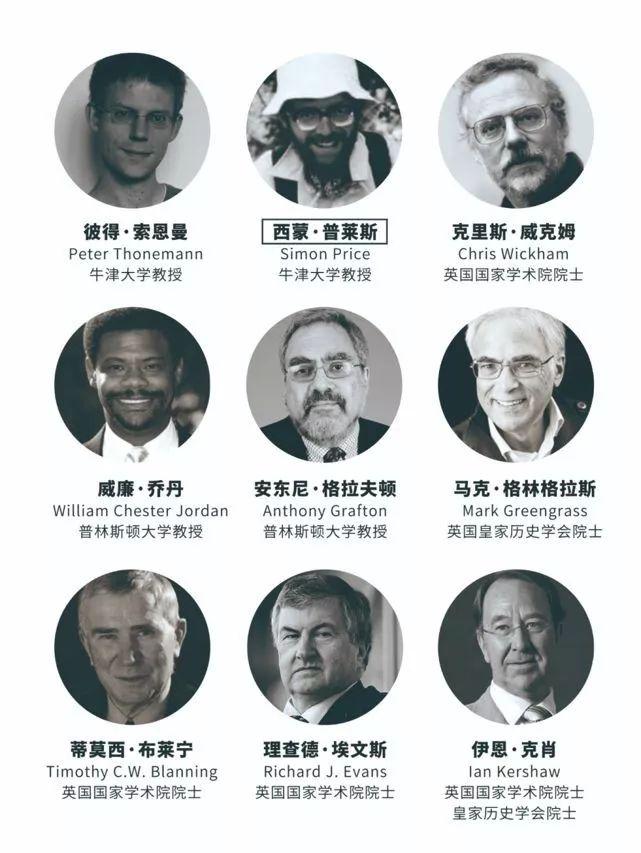 彼得·索恩曼
Peter Thonemann
牛津大学教授
西蒙·普莱斯
Simon Price
牛津大学教授
克里斯·威克姆
Chris Wickham
英国国家学术院院士
威廉·乔丹
William Chester Jordan
普林斯顿大学教授
安东尼·格拉夫顿
Anthony Grafton
普林斯顿大学教授
马克·格林格拉斯
Mark Greengrass
英国皇家历史学会院士
蒂莫西·布莱宁
Timothy C.W. Blanning
英国国家学术院院士
理查德·埃文斯
Richard J. Evans
英国国家学术院院士
伊恩·克肖
Ian Kershaw
英国国家学术院院士
皇家历史学会院士